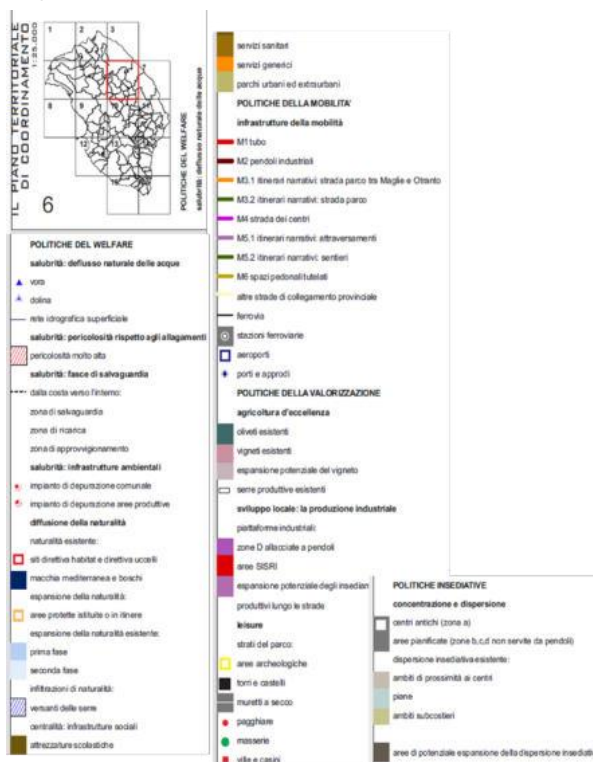 IL PIANO TERRITORIALE
DI COORDINAMENTO
1:25.000
1
2
3
4
7
8
9
12
13
6
POLITICHE DEL WELFARE
salubrità: deflusso naturale delle acque
POLITICHE DEL WELFARE
salubrità: deflusso naturale delle acque
vora
dolina
rete idrografica superficiale
salubrità: pericolosità rispetto agli allagamenti
pericolosità molto alta
salubrità: fasce di salvaguardia
dalla costa verso l'interno:
zona di salvaguardia
zona di ricarica
zona di approvvigionamento
salubrità: infrastrutture ambientali
impianto di depurazione comunale
impianto di depurazione aree produttive
diffusione della naturalità
naturalità esistente:
siti direttiva habitat e direttiva uccelli
macchia mediterranea e boschi
espansione della naturalità:
aree protette istituite o in itinere
espansione della naturalità esistente:
prima fase
seconda fase
infiltrazioni di naturalità:
versanti delle serre
centralità: infrastrutture sociali
attrezzature scolastiche
servizi sanitari
servizi generici
parchi urbani ed extraurbani
POLITICHE DELLA MOBILITA'
infrastrutture della mobilità
M1 tubo
M2 pendoli industriali
M3.1 itinerari narrativi: strada parco tra Maglie e Otranto
M3.2 itinerari narrativi: strada parco
M4 strada dei centri
M5.1 itinerari narrativi: attraversamenti
M5.2 itinerari narrativi: sentieri
M6 spazi pedonali tutelati
altre strade di collegamento provinciale
ferrovia
stazioni ferroviarie
aeroporti
porti e approdi
POLITICHE DELLA VALORIZZAZIONE
agricoltura d'eccellenza
oliveti esistenti
vigneti esistenti
espansione potenziale del vigneto
serre produttive esistenti
sviluppo locale: la produzione industriale
piattaforme industriali:
zone D allacciate a pendoli
aree SISRI
espansione potenziale degli insedian
produttivi lungo le strade
leisure
strati del parco:
aree archeologiche
torri e castelli
muretti a secco
pagghiare
masserie
ville e casini
POLITICHE INSEDIATIVE
concentrazione e dispersione
centri antichi (zona a)
aree pianificate (zone b,c,d non servite da pendoli)
dispersione insediativa esistente:
ambiti di prossimità ai centri
piane
ambiti subcostieri
aree di potenziale espansione della dispersione insediati